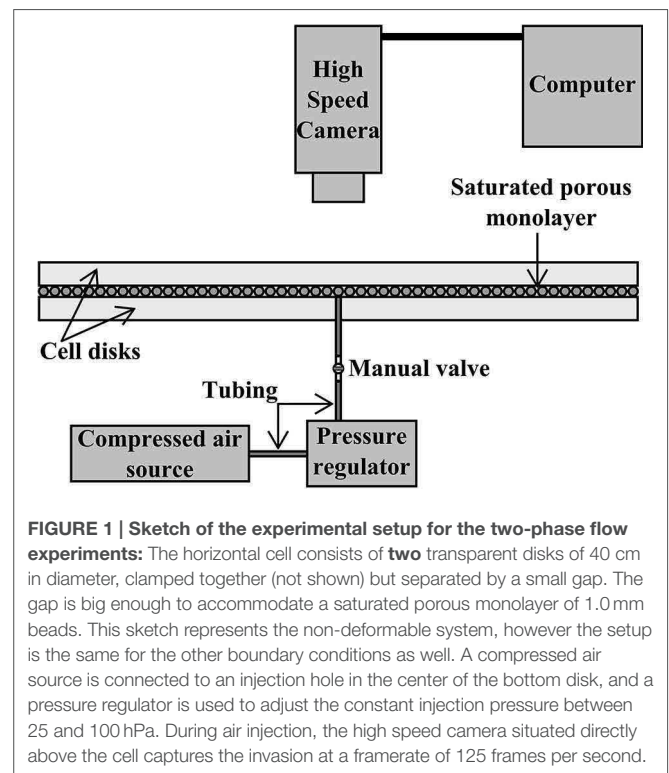 High
Speed
Camera
Computer
Saturated porous
monolayer
Cell disks
Manual valve
Tubing
Compressed air
source
Pressure
regulator
FIGURE 1 | Sketch of the experimental setup for the two-phase flow
experiments: The horizontal cell consists of two transparent disks of 40 cm
in diameter, clamped together (not shown) but separated by a small gap. The
gap is big enough to accommodate a saturated porous monolayer of 1.0 mm
beads. This sketch represents the non-deformable system, however the setup
is the same for the other boundary conditions as well. A compressed air
source is connected to an injection hole in the center of the bottom disk, and a
pressure regulator is used to adjust the constant injection pressure between
25 and 100 hPa. During air injection, the high speed camera situated directly
above the cell captures the invasion at a framerate of 125 frames per second.